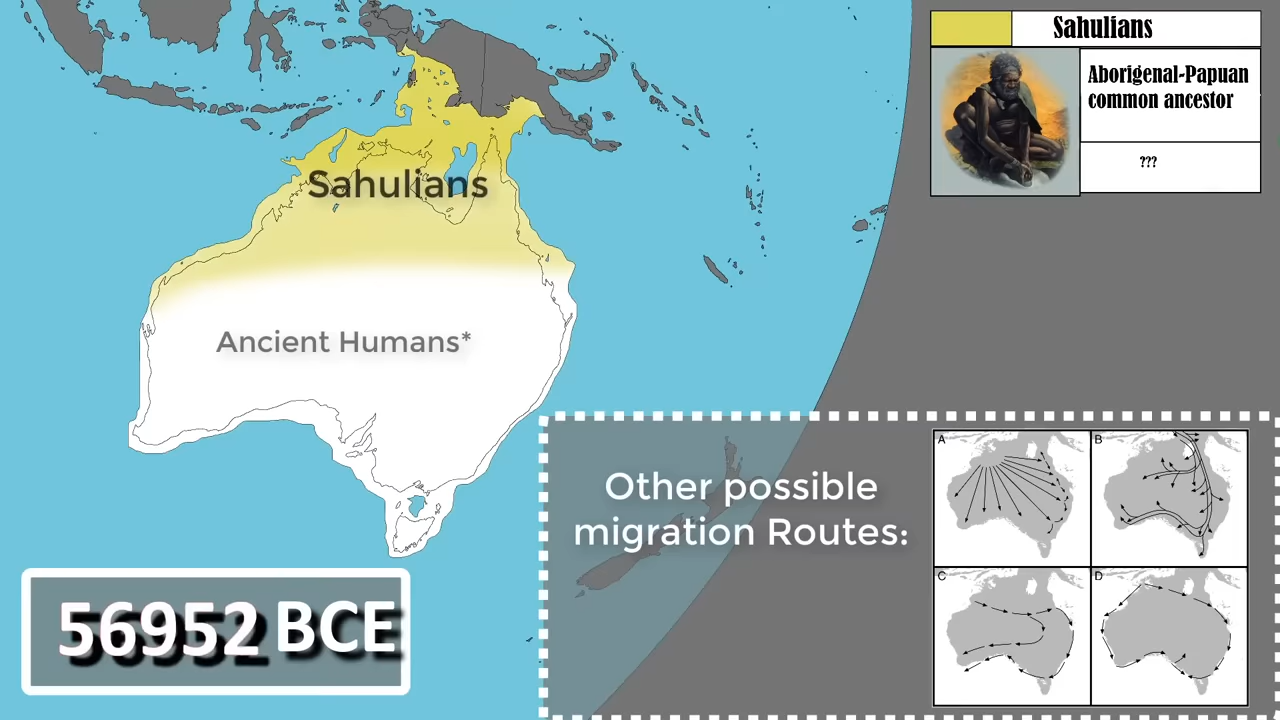 Sahulians
Aborigenal-Papuan
common ancestor
???
Sahulians
Ancient Humans*
Other possible
migration Routes:
A
B
C
D
56952 BCE